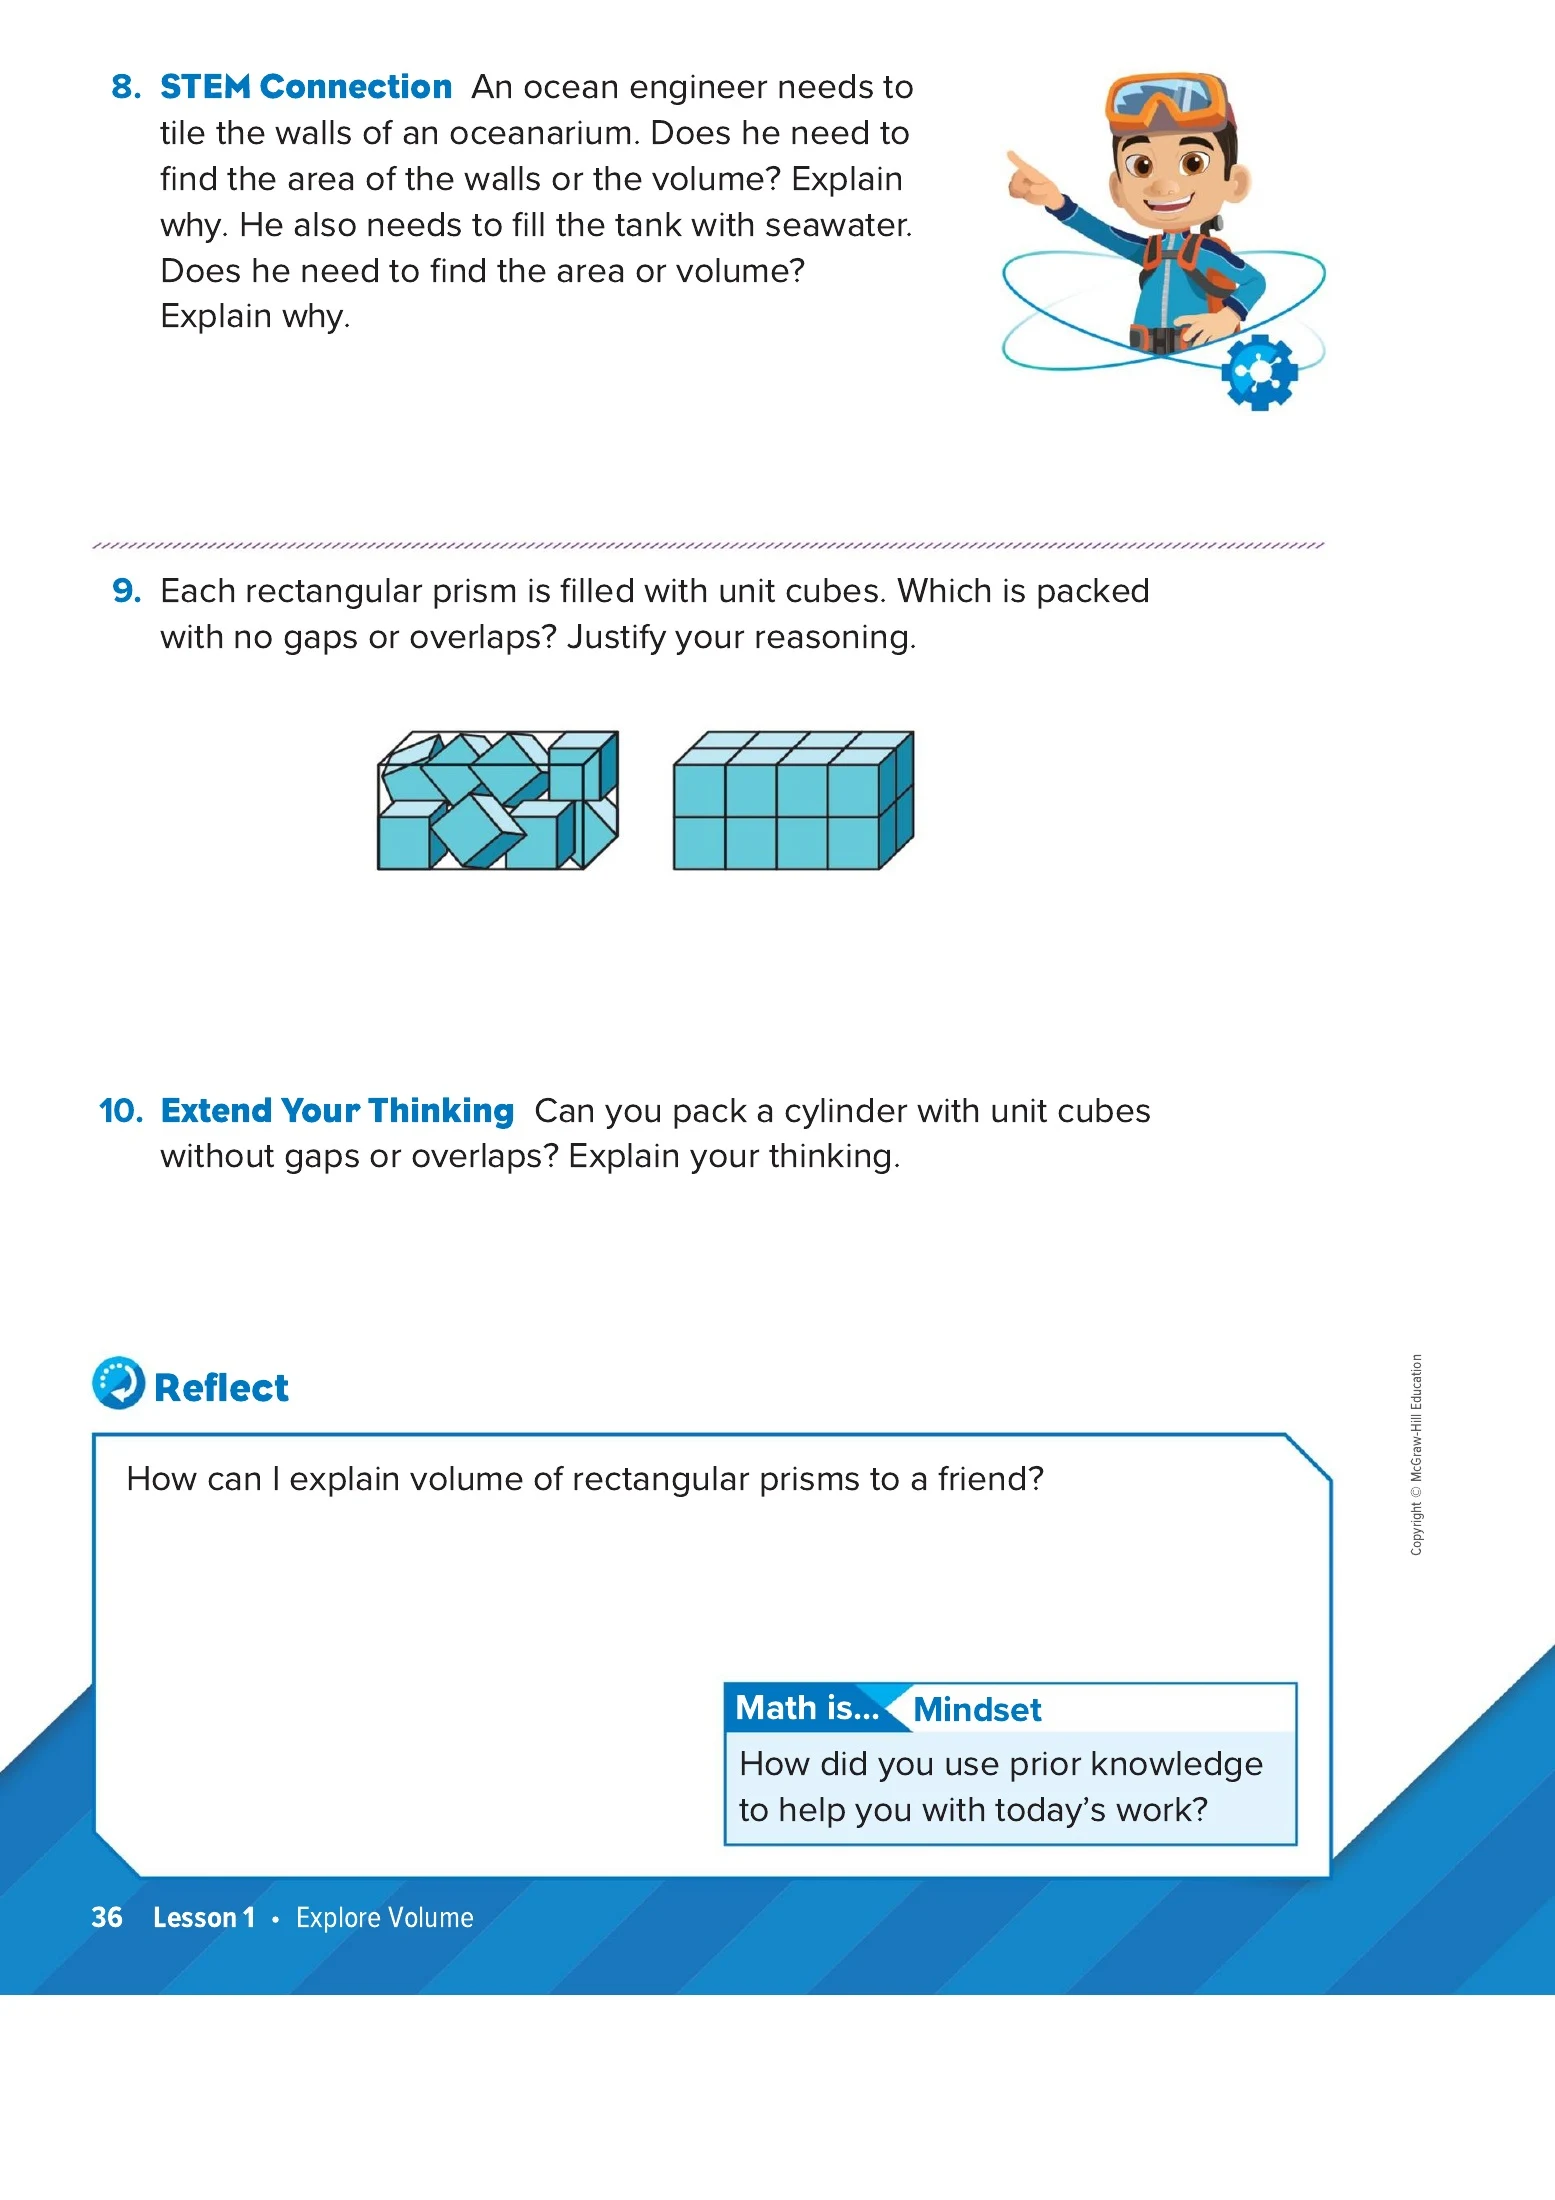 8. STEM Connection An ocean engineer needs to
tile the walls of an oceanarium. Does he need to
find the area of the walls or the volume? Explain
why. He also needs to fill the tank with seawater.
Does he need to find the area or volume?
Explain why.
9. Each rectangular prism is filled with unit cubes. Which is packed
with no gaps or overlaps? Justify your reasoning.
10. Extend Your Thinking Can you pack a cylinder with unit cubes
without gaps or overlaps? Explain your thinking.
Reflect
How can I explain volume of rectangular prisms to a friend?
Math is... Mindset
How did you use prior knowledge
to help you with today's work?
Copyright © McGraw-Hill Education
36 Lesson 1 • Explore Volume